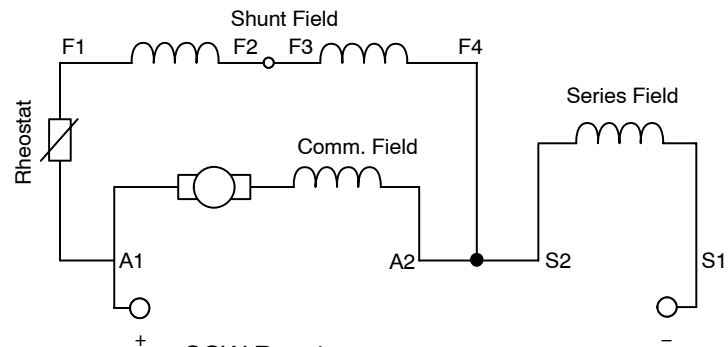 Shunt Field
F1 F2 F3 F4
Series Field
Rheostat
Comm. Field
A1 A2 S2 S1
+ −